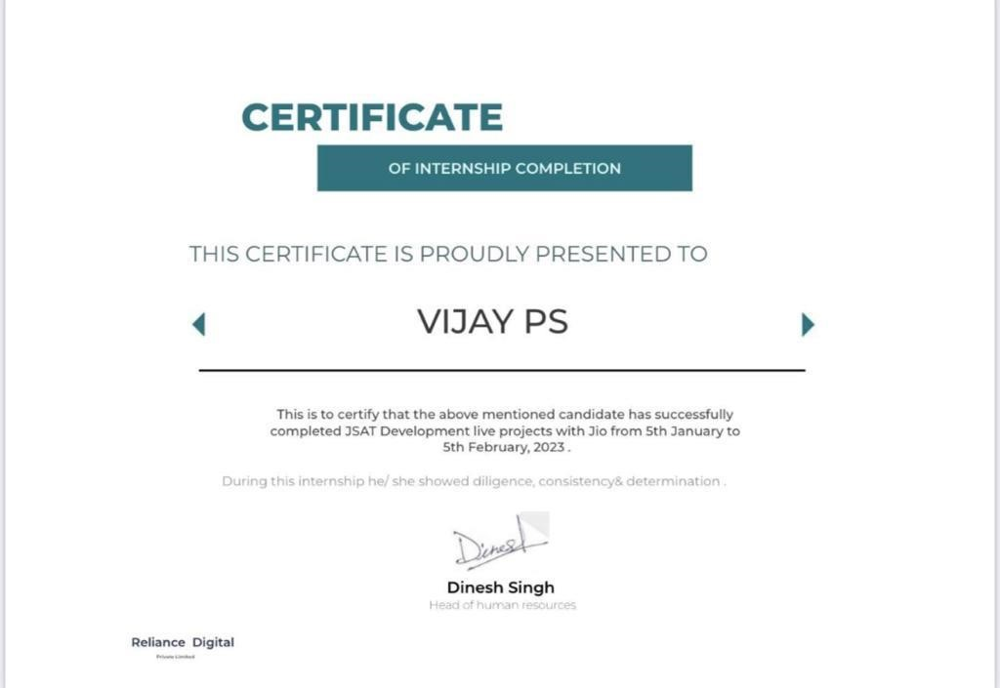 CERTIFICATE
OF INTERNSHIP COMPLETION
THIS CERTIFICATE IS PROUDLY PRESENTED TO
VIJAY PS
This is to certify that the above mentioned candidate has successfully
completed JSAT Development live projects with Jio from 5th January to
5th February, 2023 .
During this internship he/ she showed diligence, consistency& determination .
Dinesh
Dinesh Singh
Head of human resources
Reliance Digital
Private Limited